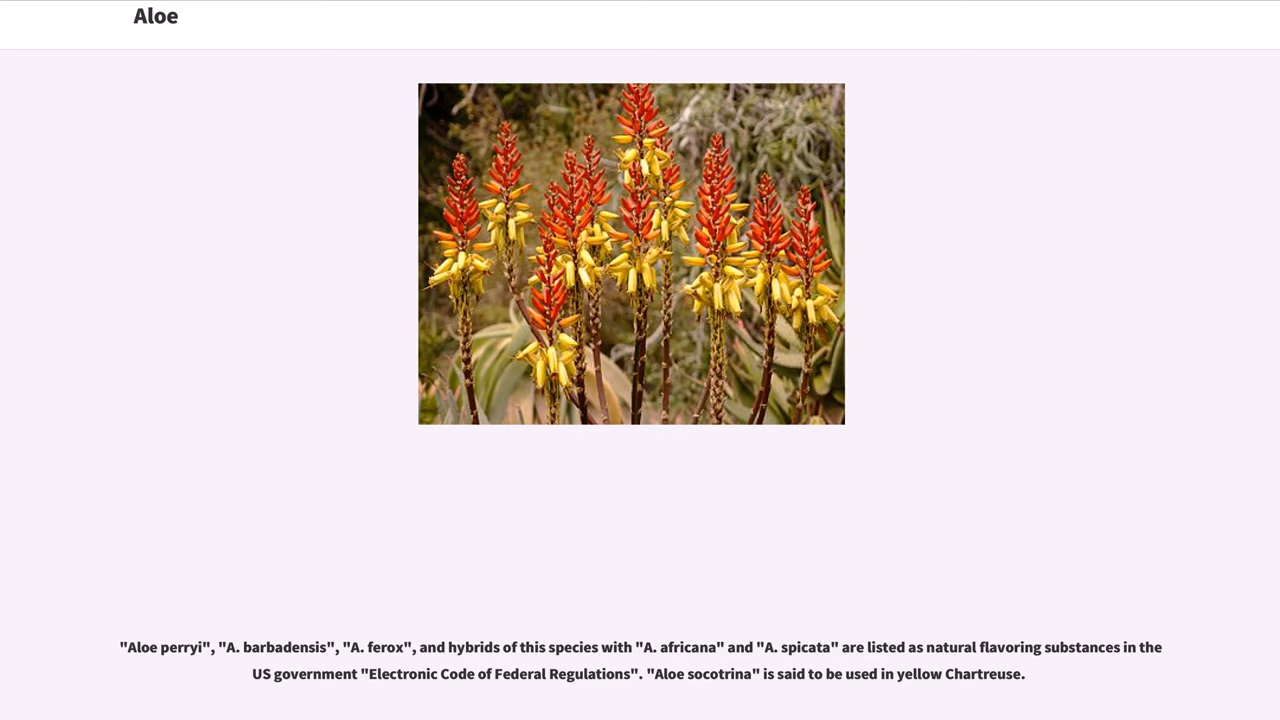 Aloe
"Aloe perryi", "A. barbadensis", "A. ferox", and hybrids of this species with "A. africana" and "A. spicata" are listed as natural flavoring substances in the
US government "Electronic Code of Federal Regulations". "Aloe socotrina" is said to be used in yellow Chartreuse.